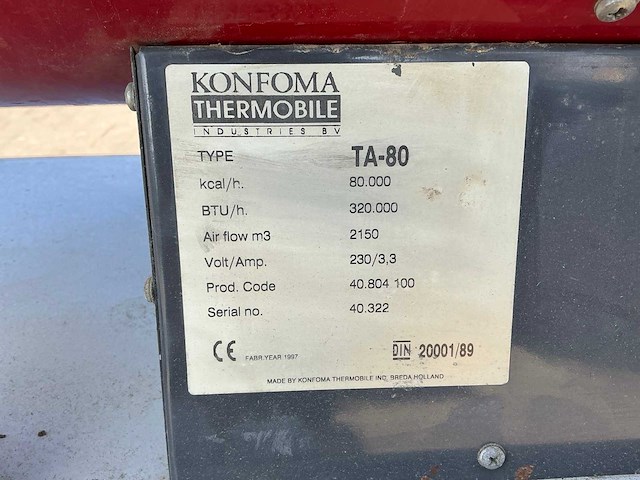 KONFOMA
THERMOBILE
INDUSTRIES BV
TYPE TA-80
kcal/h. 80.000
BTU/h. 320.000
Air flow m3 2150
Volt/Amp. 230/3,3
Prod. Code 40.804 100
Serial no. 40.322
CE FABR.YEAR 1997 DIN 20001/89
MADE BY KONFOMA THERMOBILE IND. BREDA HOLLAND